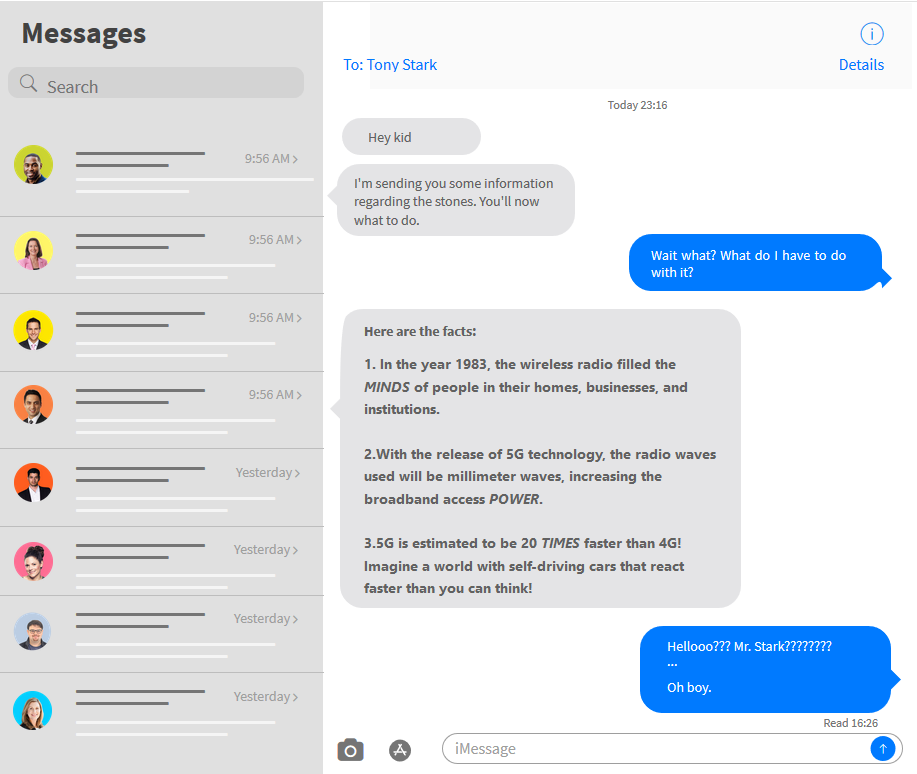 Messages
Search
9:56 AM
9:56 AM
9:56 AM
9:56 AM
Yesterday
Yesterday
Yesterday
Yesterday
To: Tony Stark
i
Details
Today 23:16
Hey kid
I'm sending you some information
regarding the stones. You'll now
what to do.
Wait what? What do I have to do
with it?
Here are the facts:
1. In the year 1983, the wireless radio filled the
MINDS of people in their homes, businesses, and
institutions.
2.With the release of 5G technology, the radio waves
used will be millimeter waves, increasing the
broadband access POWER.
3.5G is estimated to be 20 TIMES faster than 4G!
Imagine a world with self-driving cars that react
faster than you can think!
Hellooo??? Mr. Stark????????
...
Oh boy.
Read 16:26
iMessage